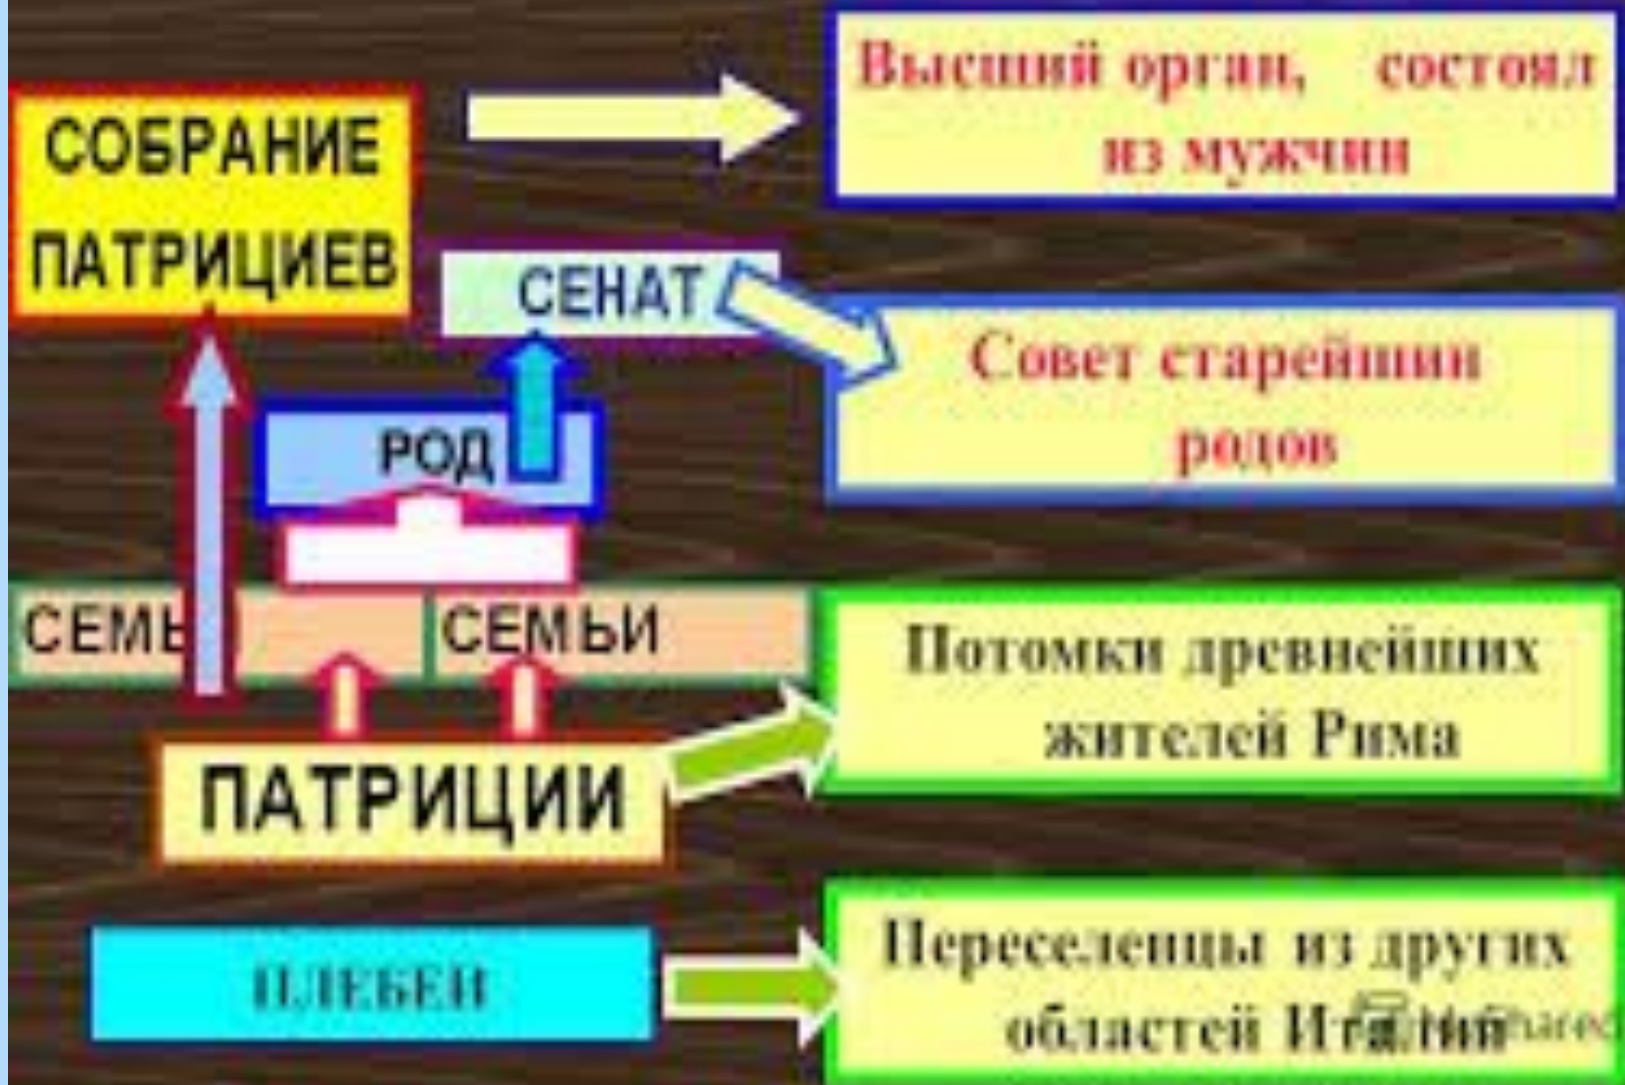 СОБРАНИЕ
ПАТРИЦИЕВ
Высший орган, состоял
из мужчин
СЕНАТ
Совет старейшин
родов
РОД
СЕМЬ
СЕМЬИ
Потомки древнейших
жителей Рима
ПАТРИЦИИ
ПЛЕБЕИ
Переселенцы из других
областей Италии